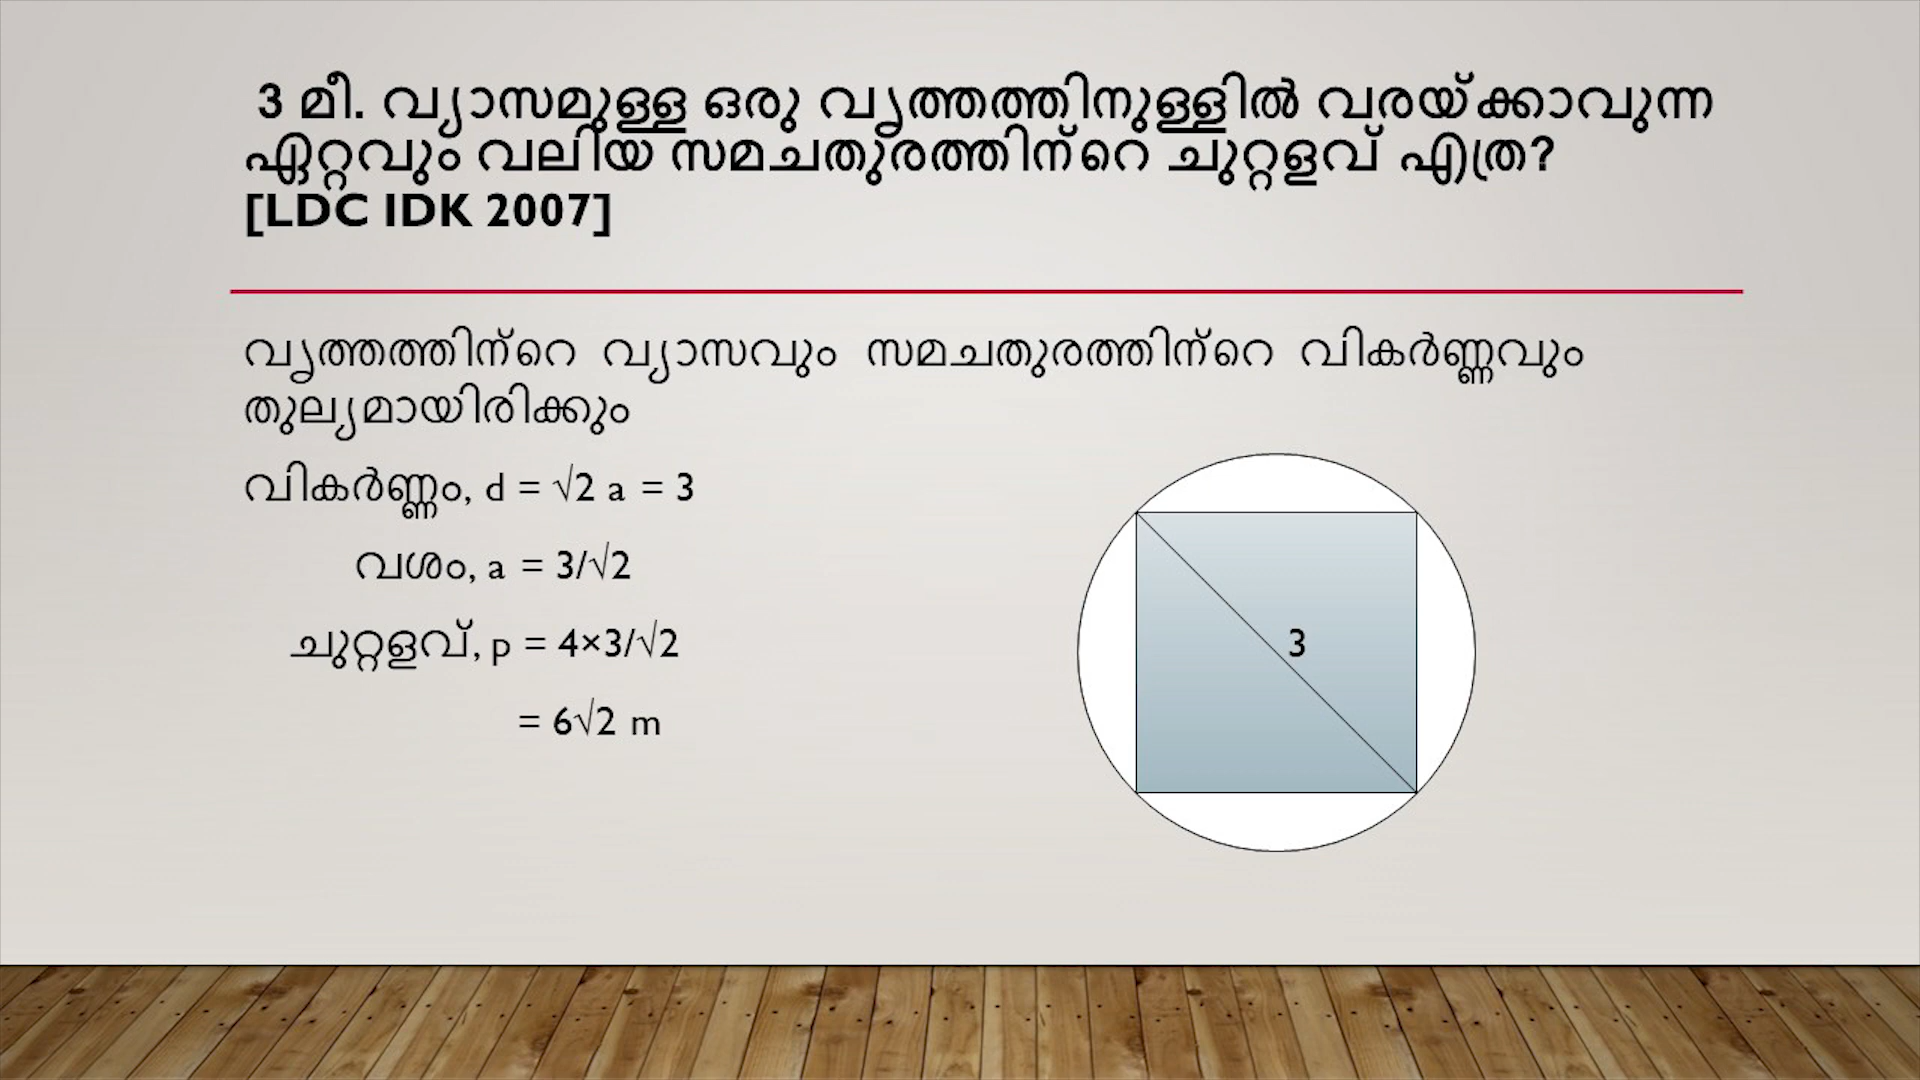 3 മീ. വ്യാസമുള്ള ഒരു വൃത്തത്തിനുള്ളിൽ വരയ്ക്കാവുന്ന
ഏറ്റവും വലിയ സമചതുരത്തിന്റെ ചുറ്റളവ് എത്ര?
[LDC IDK 2007]
വൃത്തത്തിന്റെ വ്യാസവും സമചതുരത്തിന്റെ വികർണ്ണവും
തുല്യമായിരിക്കും
വികർണ്ണം, d = √2 a = 3
വശം, a = 3/√2
ചുറ്റളവ്, p = 4×3/√2
= 6√2 m
3